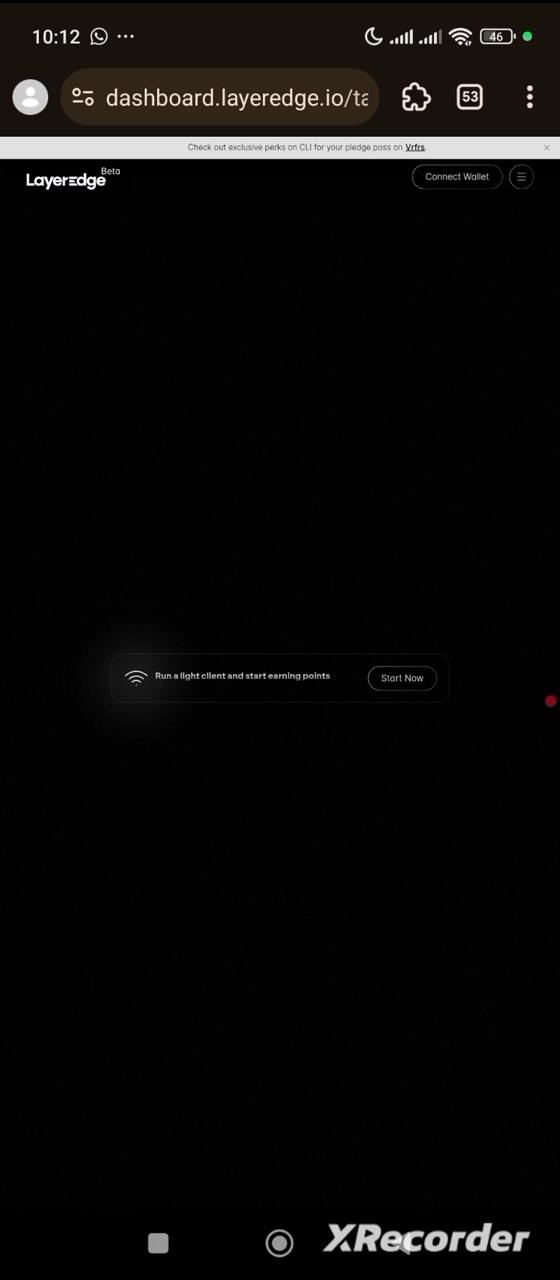 10:12
46
dashboard.layeredge.io/ta
53
Check out exclusive perks on CLI for your pledge pass on Vrfrs.
LayerEdge Beta
Connect Wallet
Run a light client and start earning points
Start Now
XRecorder